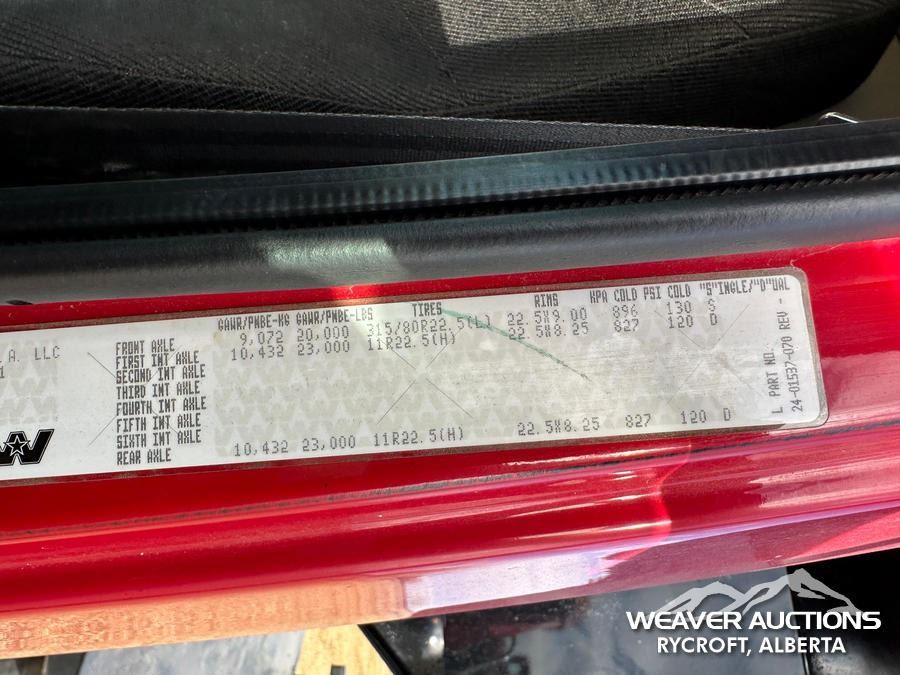 GAWR/PNBE-KG GAWR/PNBE-LBS TIRES RIMS KPA COLD PSI COLD "S"INGLE/"D"UAL
FRONT AXLE 9,072 20,000 315/80R22.5(L) 22.5X9.00 896 130 S
FIRST INT AXLE 10,432 23,000 11R22.5(H) 22.5X8.25 827 120 D
SECOND INT AXLE
THIRD INT AXLE
FOURTH INT AXLE
FIFTH INT AXLE
SIXTH INT AXLE
REAR AXLE 10,432 23,000 11R22.5(H) 22.5X8.25 827 120 D
.A. LLC
1
W
L PART NO.
24-01537-070 REV -
WEAVER AUCTIONS
RYCROFT, ALBERTA